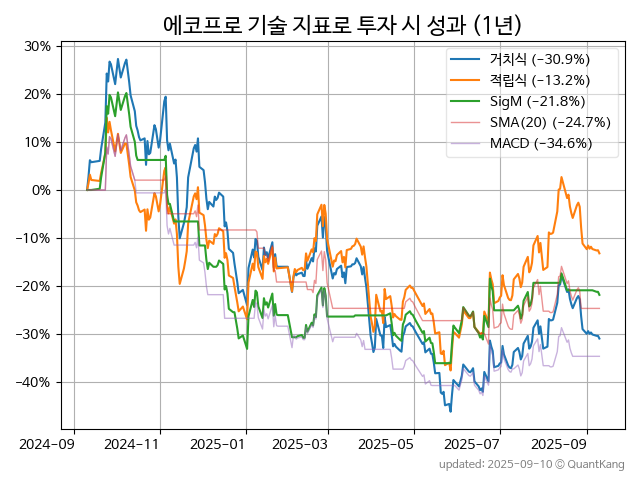 에코프로 기술 지표로 투자 시 성과 (1년)
30%
20%
10%
0%
−10%
−20%
−30%
−40%
거치식 (−30.9%)
적립식 (−13.2%)
SigM (−21.8%)
SMA(20) (−24.7%)
MACD (−34.6%)
2024-09
2024-11
2025-01
2025-03
2025-05
2025-07
2025-09
updated: 2025-09-10 © QuantKang